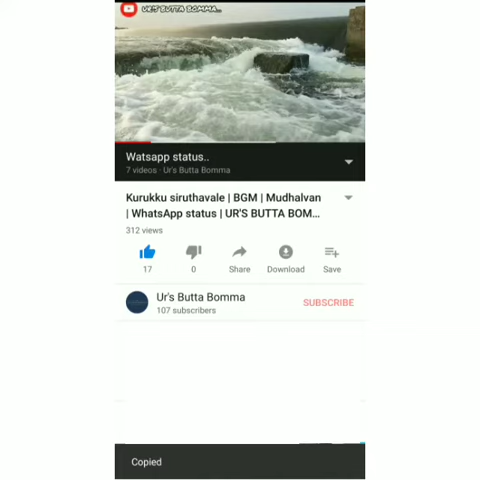 UR'S BUTTA BOMMA...
Watsapp status..
7 videos · Ur's Butta Bomma
Kurukku siruthavale | BGM | Mudhalvan
| WhatsApp status | UR'S BUTTA BOM...
312 views
17
0
Share
Download
Save
Ur's Butta Bomma
107 subscribers
SUBSCRIBE
Copied